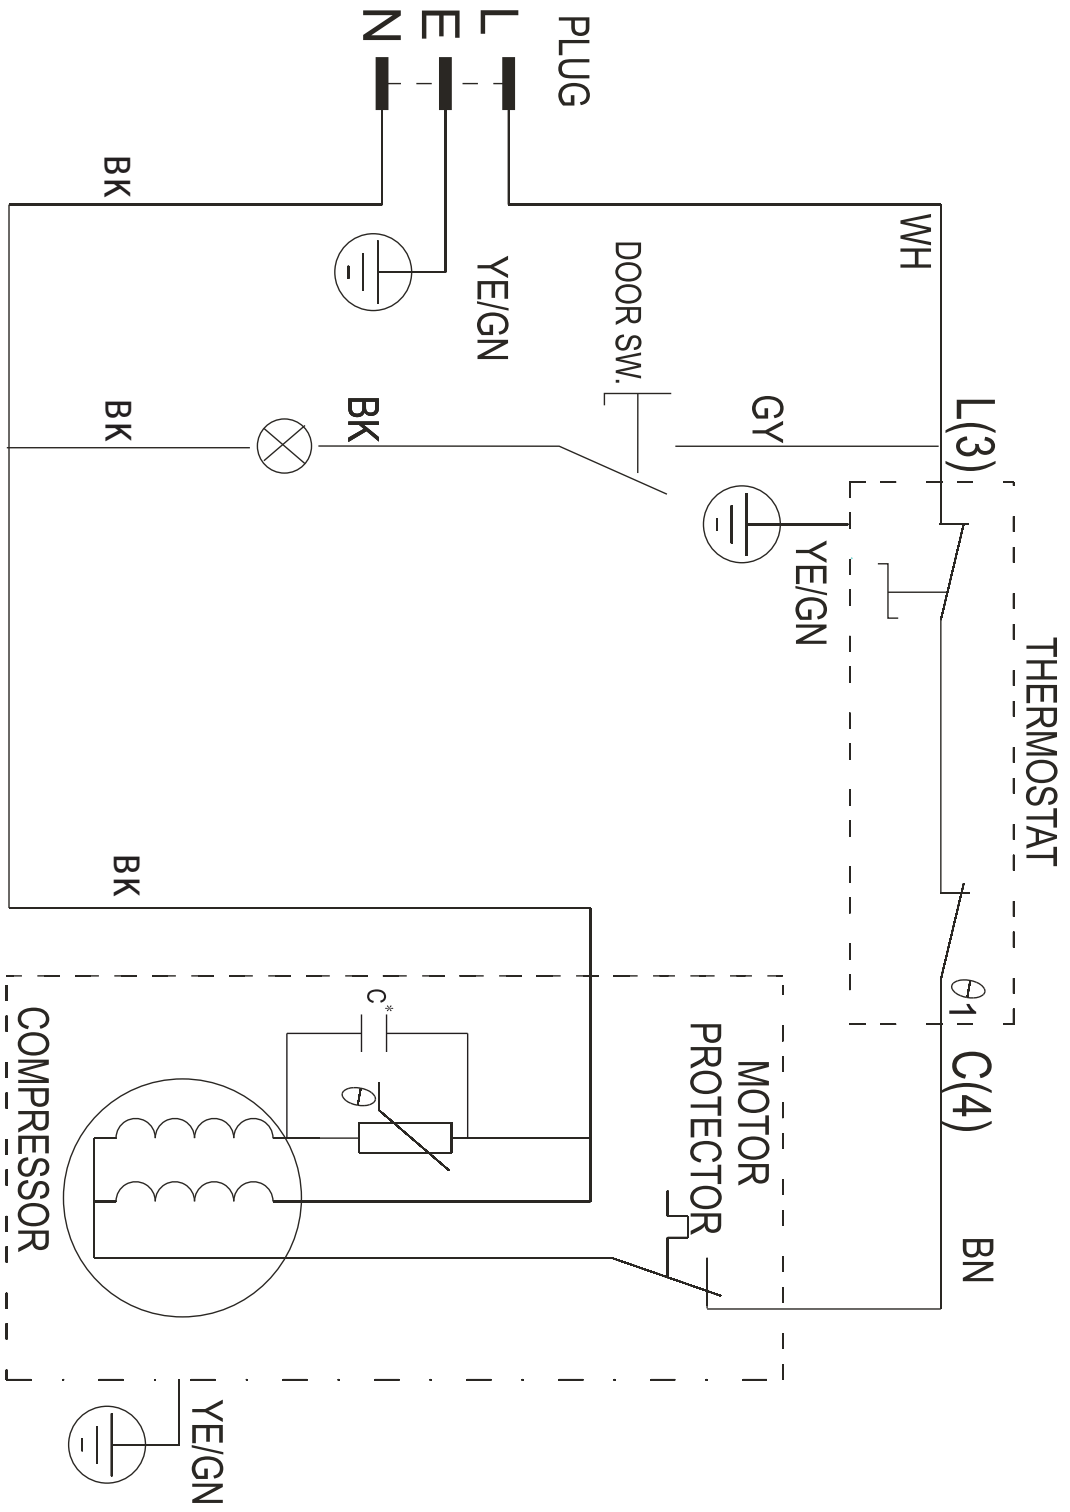 THERMOSTAT
WH
L(3)
θ1
C(4)
BN
YE/GN
GY
MOTOR
PROTECTOR
DOOR SW.
PLUG
L
E
N
YE/GN
BK
C*
θ
YE/GN
BK
BK
BK
COMPRESSOR